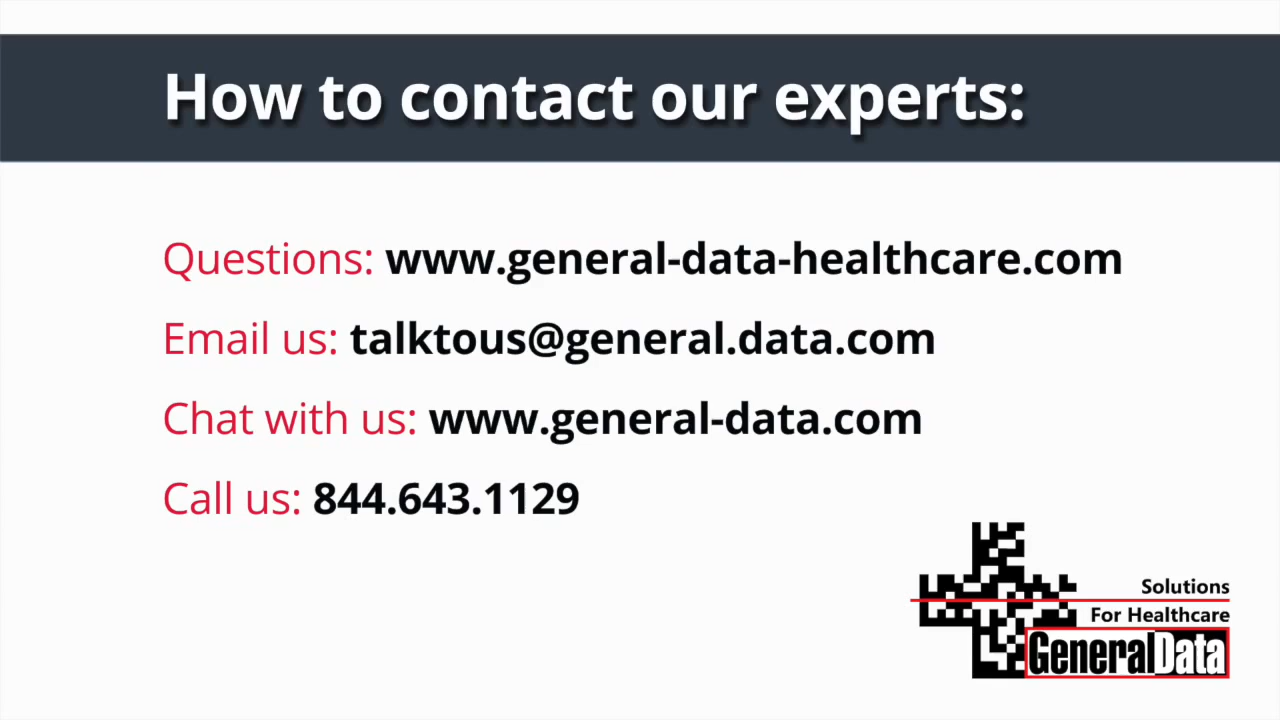 How to contact our experts:
Questions: www.general-data-healthcare.com
Email us: talktous@general.data.com
Chat with us: www.general-data.com
Call us: 844.643.1129
Solutions
For Healthcare
GeneralData